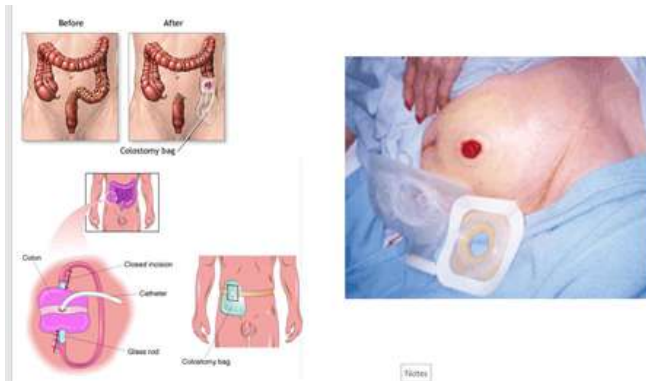 Before
After
Colostomy bag
Colon
Closed incision
Catheter
Glass rod
Colostomy bag
Notes